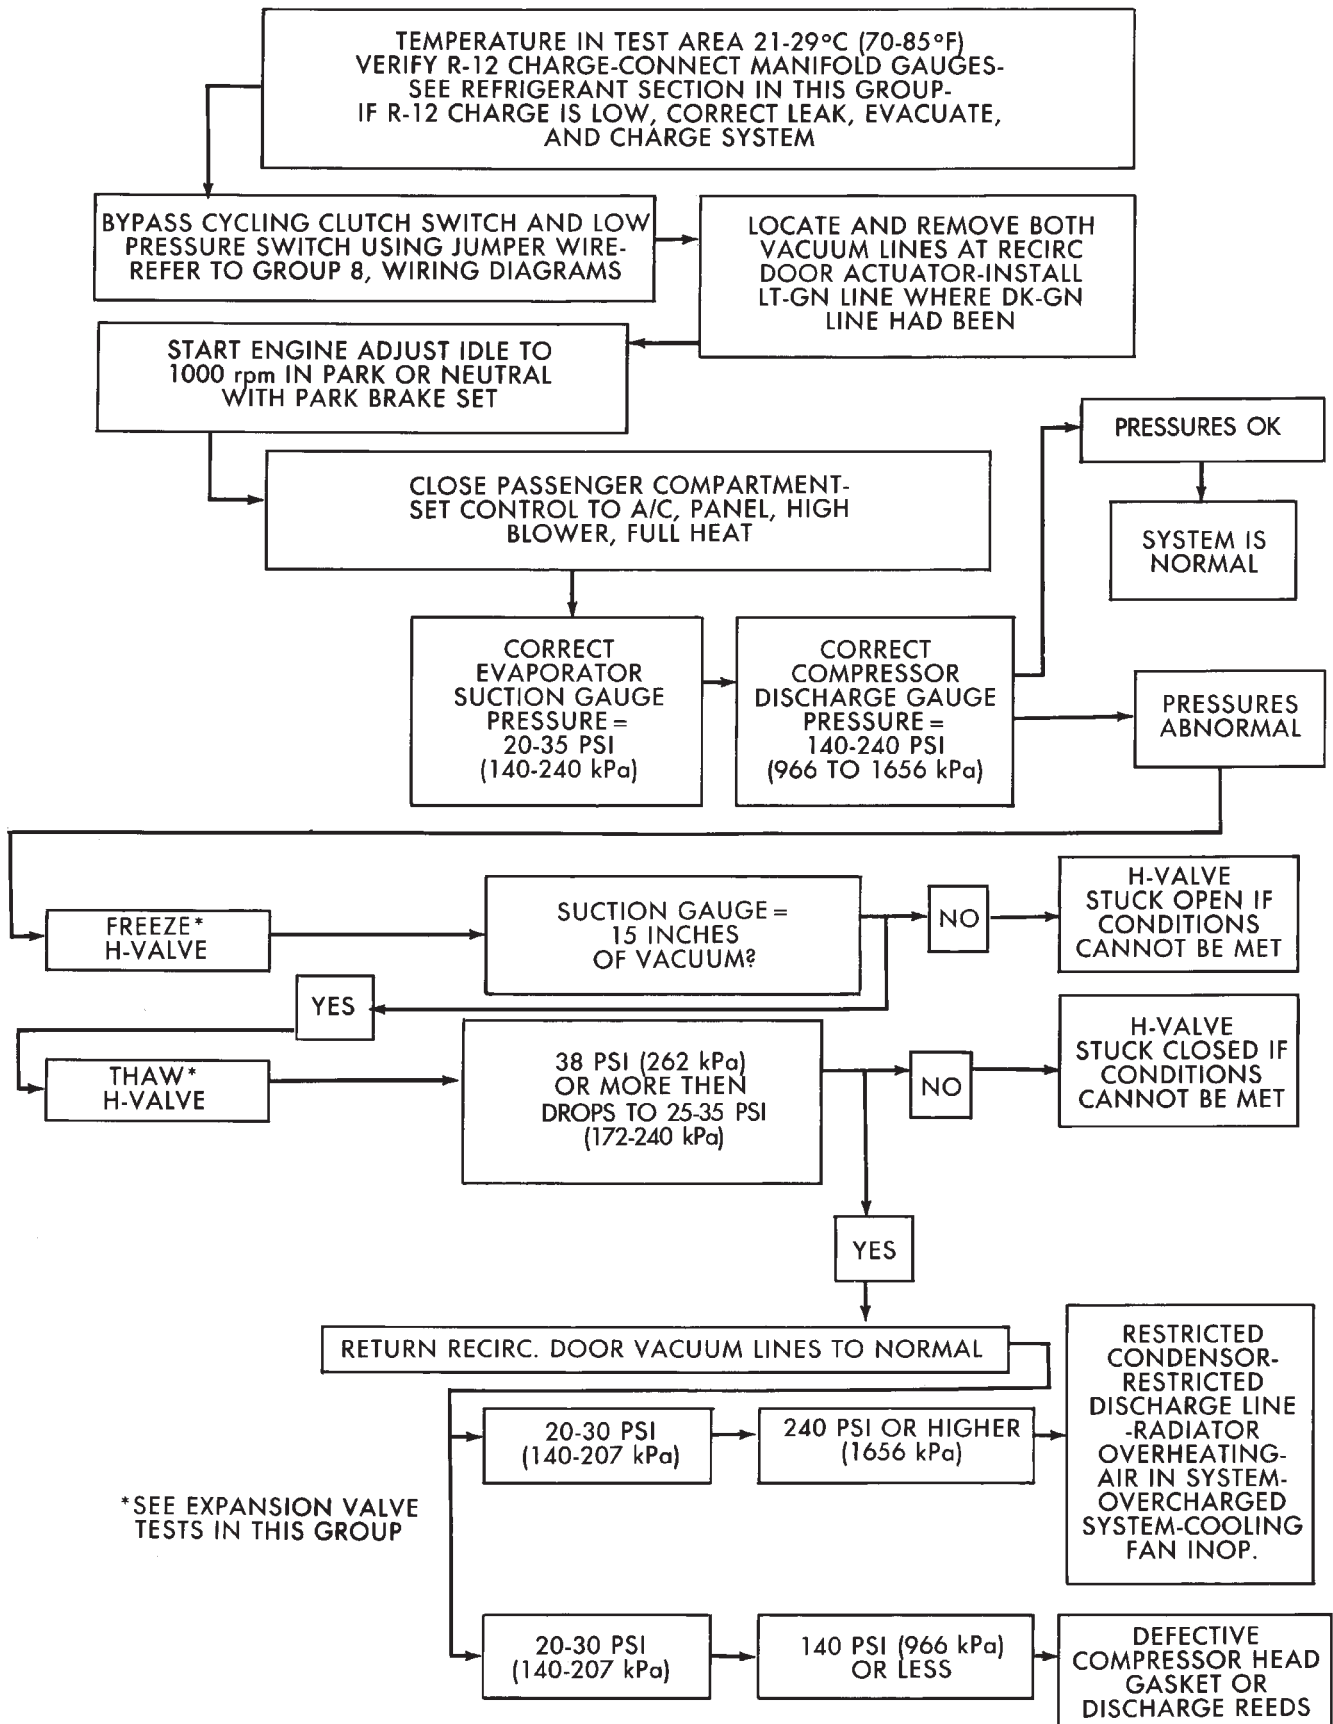 TEMPERATURE IN TEST AREA 21-29°C (70-85°F)
VERIFY R-12 CHARGE-CONNECT MANIFOLD GAUGES-
SEE REFRIGERANT SECTION IN THIS GROUP-
IF R-12 CHARGE IS LOW, CORRECT LEAK, EVACUATE,
AND CHARGE SYSTEM
BYPASS CYCLING CLUTCH SWITCH AND LOW
PRESSURE SWITCH USING JUMPER WIRE-
REFER TO GROUP 8, WIRING DIAGRAMS
LOCATE AND REMOVE BOTH
VACUUM LINES AT RECIRC
DOOR ACTUATOR-INSTALL
LT-GN LINE WHERE DK-GN
LINE HAD BEEN
START ENGINE ADJUST IDLE TO
1000 rpm IN PARK OR NEUTRAL
WITH PARK BRAKE SET
CLOSE PASSENGER COMPARTMENT-
SET CONTROL TO A/C, PANEL, HIGH
BLOWER, FULL HEAT
PRESSURES OK
SYSTEM IS
NORMAL
CORRECT
EVAPORATOR
SUCTION GAUGE
PRESSURE =
20-35 PSI
(140-240 kPa)
CORRECT
COMPRESSOR
DISCHARGE GAUGE
PRESSURE =
140-240 PSI
(966 TO 1656 kPa)
PRESSURES
ABNORMAL
FREEZE*
H-VALVE
SUCTION GAUGE =
15 INCHES
OF VACUUM?
NO
H-VALVE
STUCK OPEN IF
CONDITIONS
CANNOT BE MET
YES
THAW*
H-VALVE
38 PSI (262 kPa)
OR MORE THEN
DROPS TO 25-35 PSI
(172-240 kPa)
NO
H-VALVE
STUCK CLOSED IF
CONDITIONS
CANNOT BE MET
YES
RETURN RECIRC. DOOR VACUUM LINES TO NORMAL
20-30 PSI
(140-207 kPa)
240 PSI OR HIGHER
(1656 kPa)
RESTRICTED
CONDENSOR-
RESTRICTED
DISCHARGE LINE
-RADIATOR
OVERHEATING-
AIR IN SYSTEM-
OVERCHARGED
SYSTEM-COOLING
FAN INOP.
*SEE EXPANSION VALVE
TESTS IN THIS GROUP
20-30 PSI
(140-207 kPa)
140 PSI (966 kPa)
OR LESS
DEFECTIVE
COMPRESSOR HEAD
GASKET OR
DISCHARGE REEDS